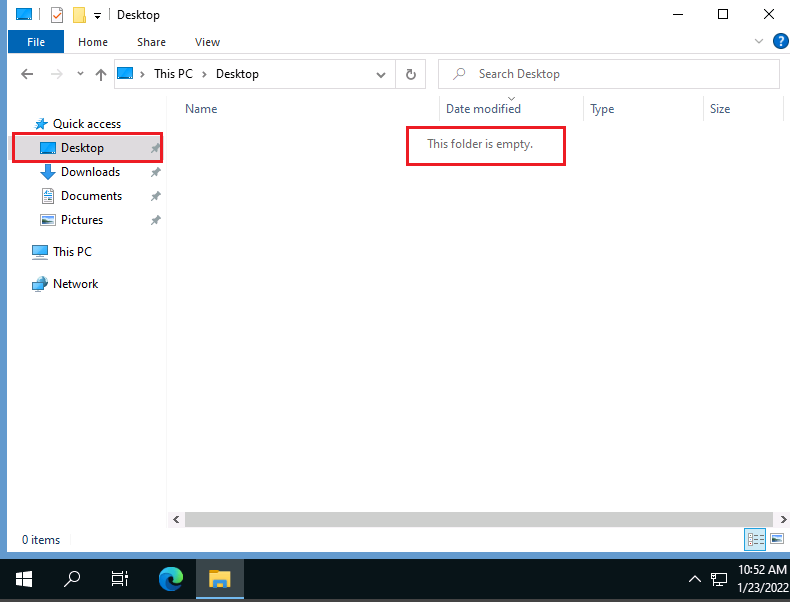 Desktop
File Home Share View
This PC Desktop Search Desktop
Name Date modified Type Size
This folder is empty.
Quick access
Desktop
Downloads
Documents
Pictures
This PC
Network
0 items
10:52 AM
1/23/2022